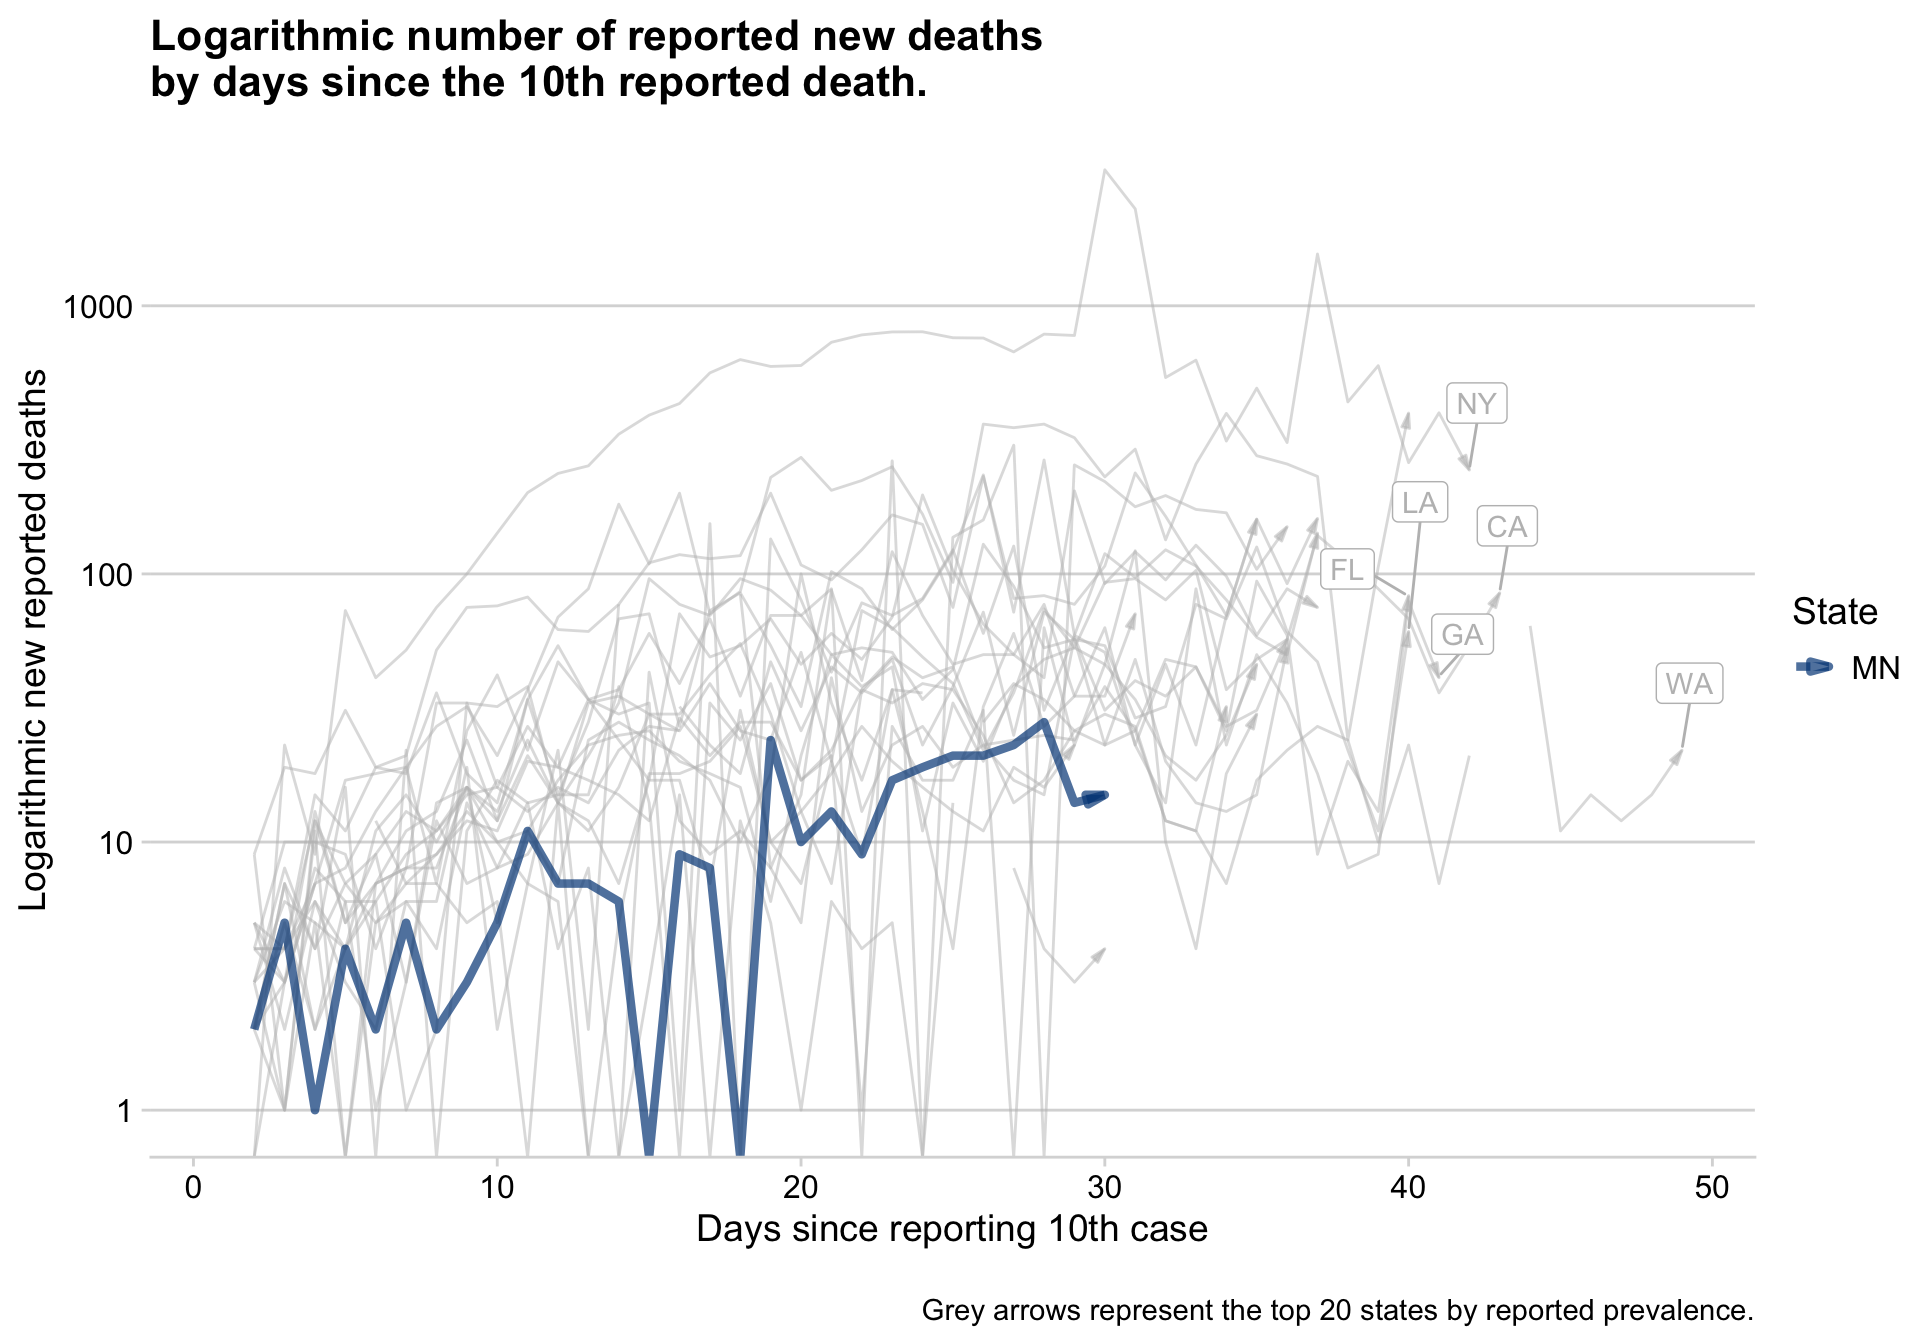 Logarithmic number of reported new deaths
by days since the 10th reported death.
Logarithmic new reported deaths
1000
100
10
1
NY
LA
CA
FL
GA
WA
State
MN
0 10 20 30 40 50
Days since reporting 10th case
Grey arrows represent the top 20 states by reported prevalence.